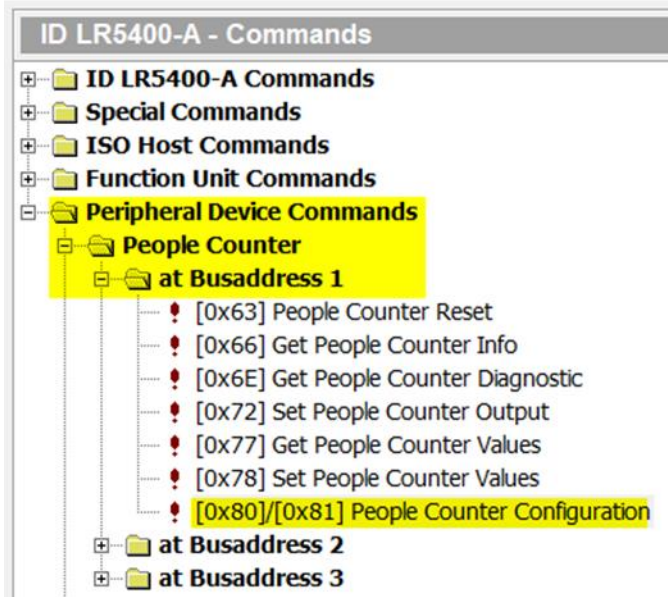 ID LR5400-A - Commands
ID LR5400-A Commands
Special Commands
ISO Host Commands
Function Unit Commands
Peripheral Device Commands
People Counter
at Busaddress 1
[0x63] People Counter Reset
[0x66] Get People Counter Info
[0x6E] Get People Counter Diagnostic
[0x72] Set People Counter Output
[0x77] Get People Counter Values
[0x78] Set People Counter Values
[0x80]/[0x81] People Counter Configuration
at Busaddress 2
at Busaddress 3